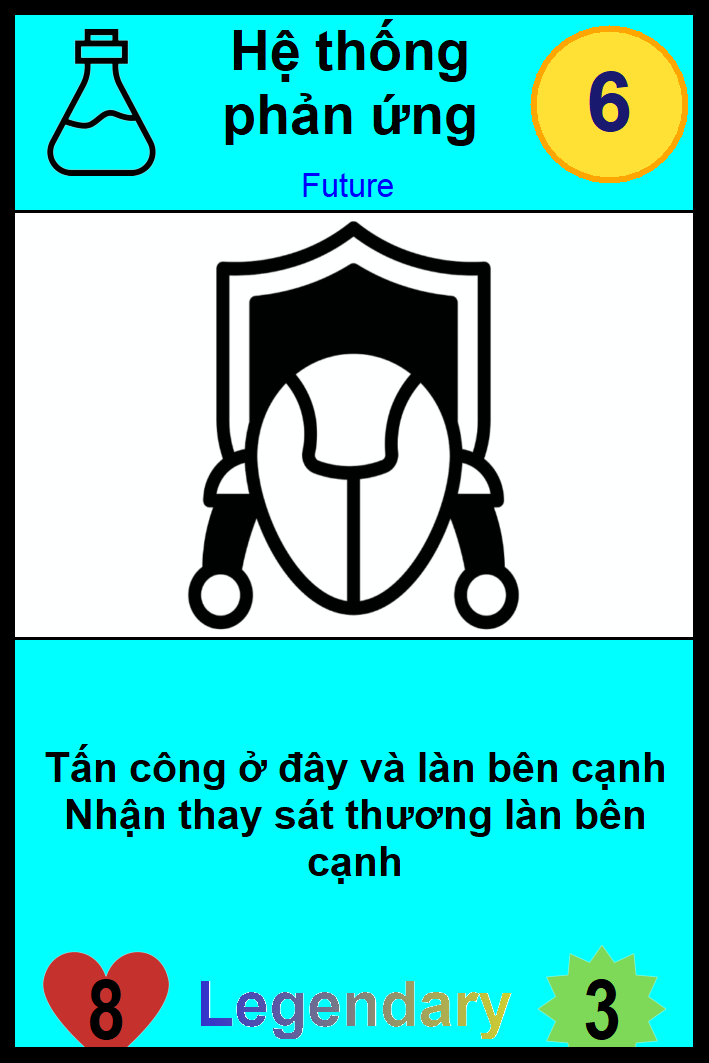 Hệ thống
phản ứng
6
Future
Tấn công ở đây và làn bên cạnh
Nhận thay sát thương làn bên
cạnh
8
Legendary
3